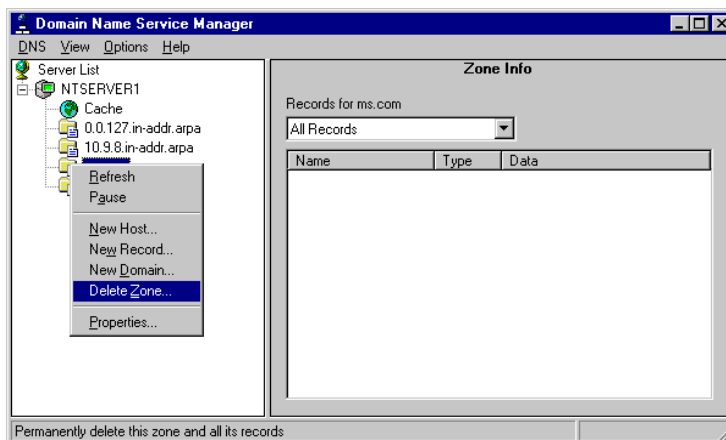 Domain Name Service Manager
DNS View Options Help
Server List
NTSERVER1
Cache
0.0.127.in-addr.arpa
10.9.8.in-addr.arpa
Refresh
Pause
New Host...
New Record...
New Domain...
Delete Zone...
Properties...
Zone Info
Records for ms.com
All Records
Name Type Data
Permanently delete this zone and all its records